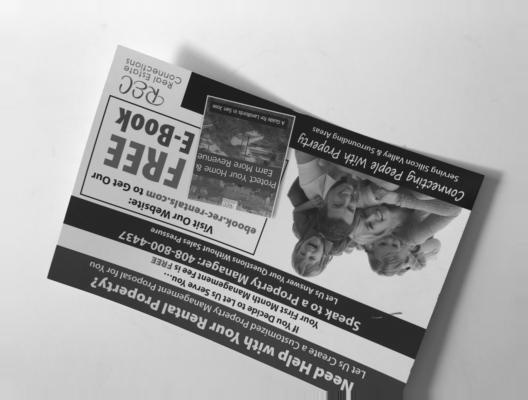 Need Help with Your Rental Property?
Let Us Create a Customized Property Management Proposal for You
If You Decide to Let Us Serve You...
Your First Month Management Fee is FREE
Speak to a Property Manager: 408-800-4437
Let Us Answer Your Questions Without Sales Pressure
Visit Our Website:
ebook.rec-rentals.com to Get Our
FREE
E-BOOK
Protect Your Home &
Earn More Revenue
A Guide for Landlords in San Jose
REC
Real Estate
Connections
Connecting People With Property
Serving Silicon Valley & Surrounding Areas